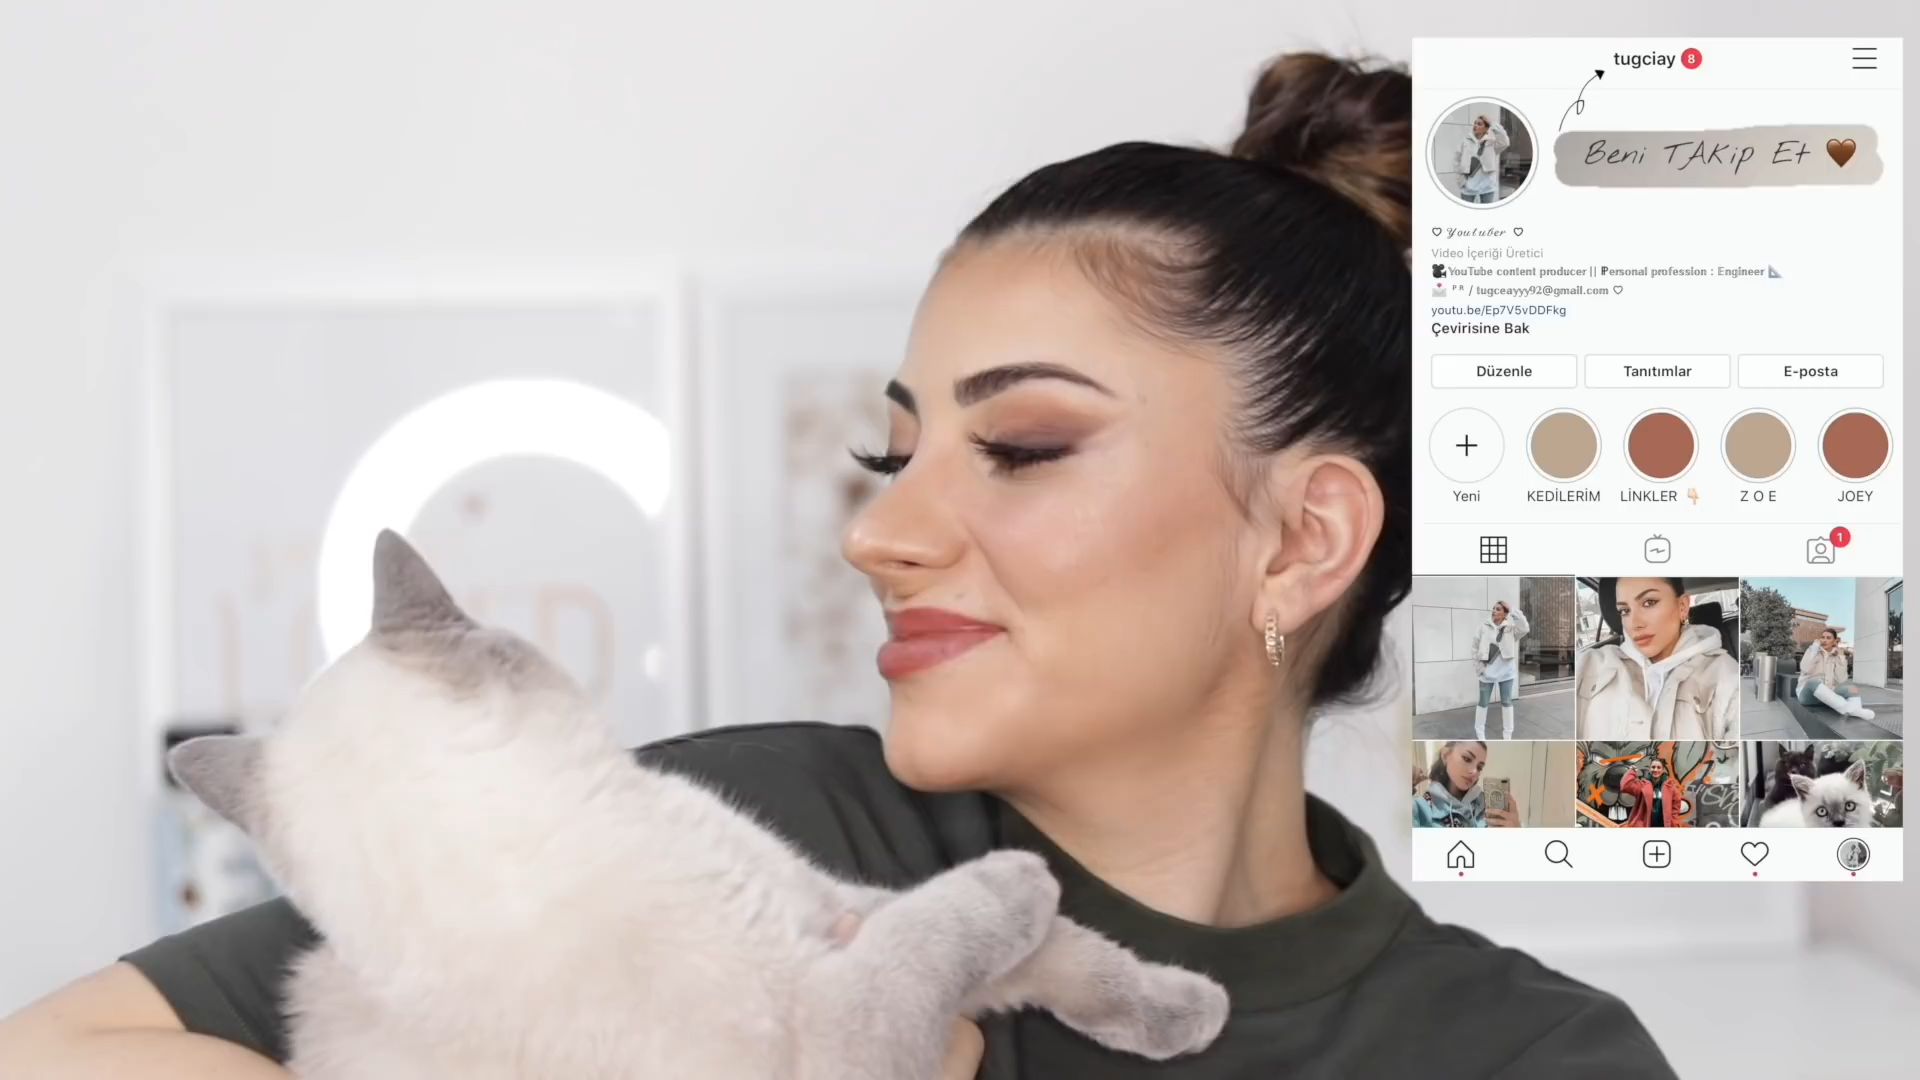 tugciay 8
Beni TAKip Et 🤎
♡ 𝒴𝑜𝓊𝓉𝓊𝒷𝑒𝓇 ♡
Video İçeriği Üretici
🎥YouTube content producer || Personal profession : Engineer 📐
📩 ᴾ ᴿ / tugceayyy92@gmail.com ♡
youtu.be/Ep7V5vDDFkg
Çevirisine Bak
Düzenle Tanıtımlar E-posta
Yeni KEDİLERİM LİNKLER 👇🏻 Z O E JOEY
1